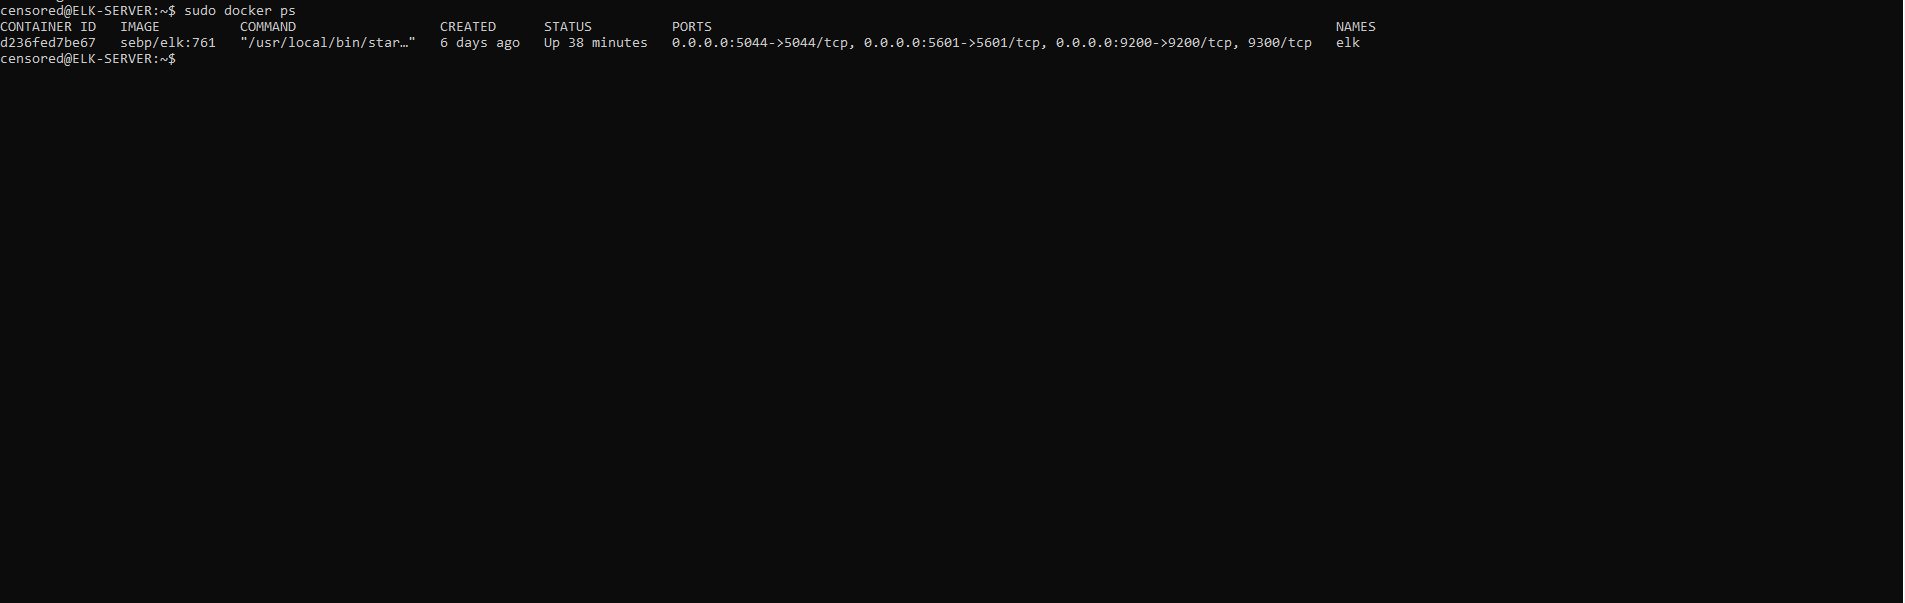 censored@ELK-SERVER:~$ sudo docker ps
CONTAINER ID   IMAGE          COMMAND                  CREATED      STATUS          PORTS                                                                              NAMES
d236fed7be67   sebp/elk:761   "/usr/local/bin/star…"   6 days ago   Up 38 minutes   0.0.0.0:5044->5044/tcp, 0.0.0.0:5601->5601/tcp, 0.0.0.0:9200->9200/tcp, 9300/tcp   elk
censored@ELK-SERVER:~$